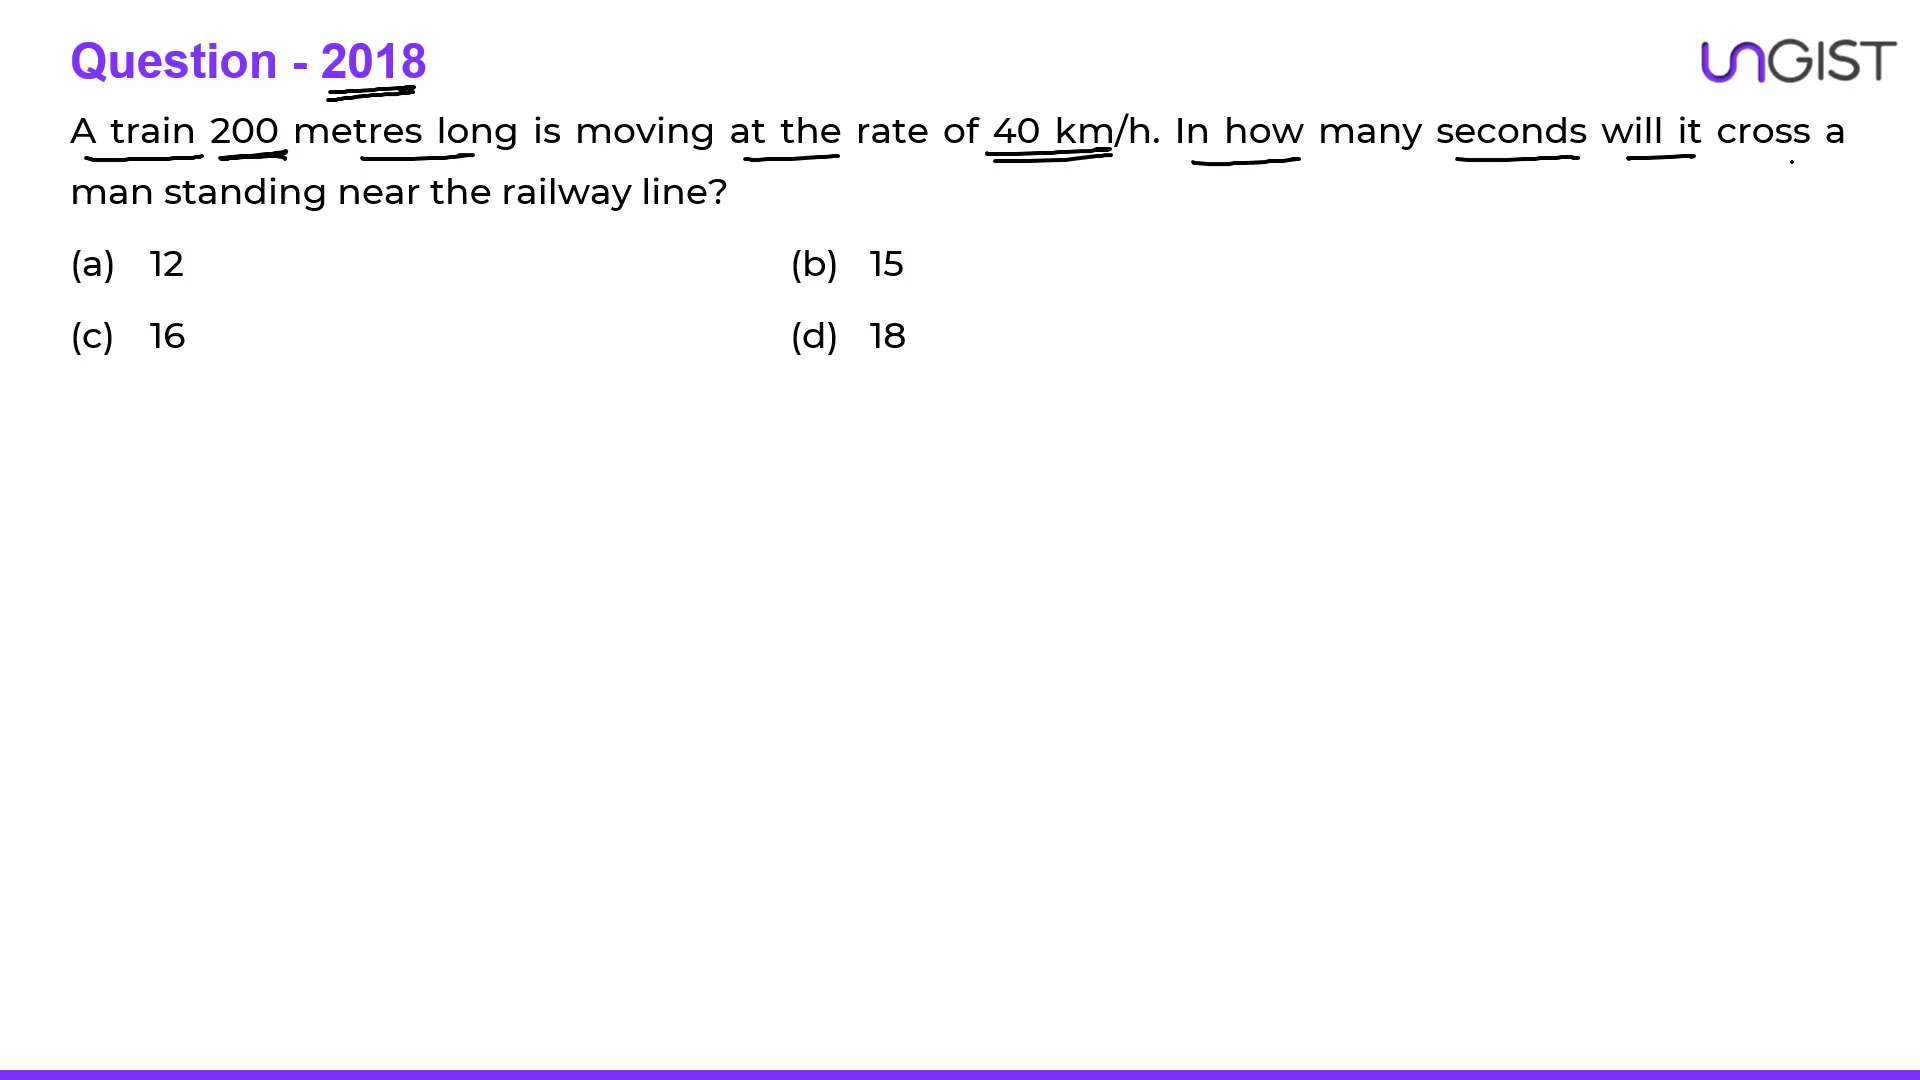 Question - 2018
UNGIST
A train 200 metres long is moving at the rate of 40 km/h. In how many seconds will it cross a
man standing near the railway line?
(a) 12 (b) 15
(c) 16 (d) 18